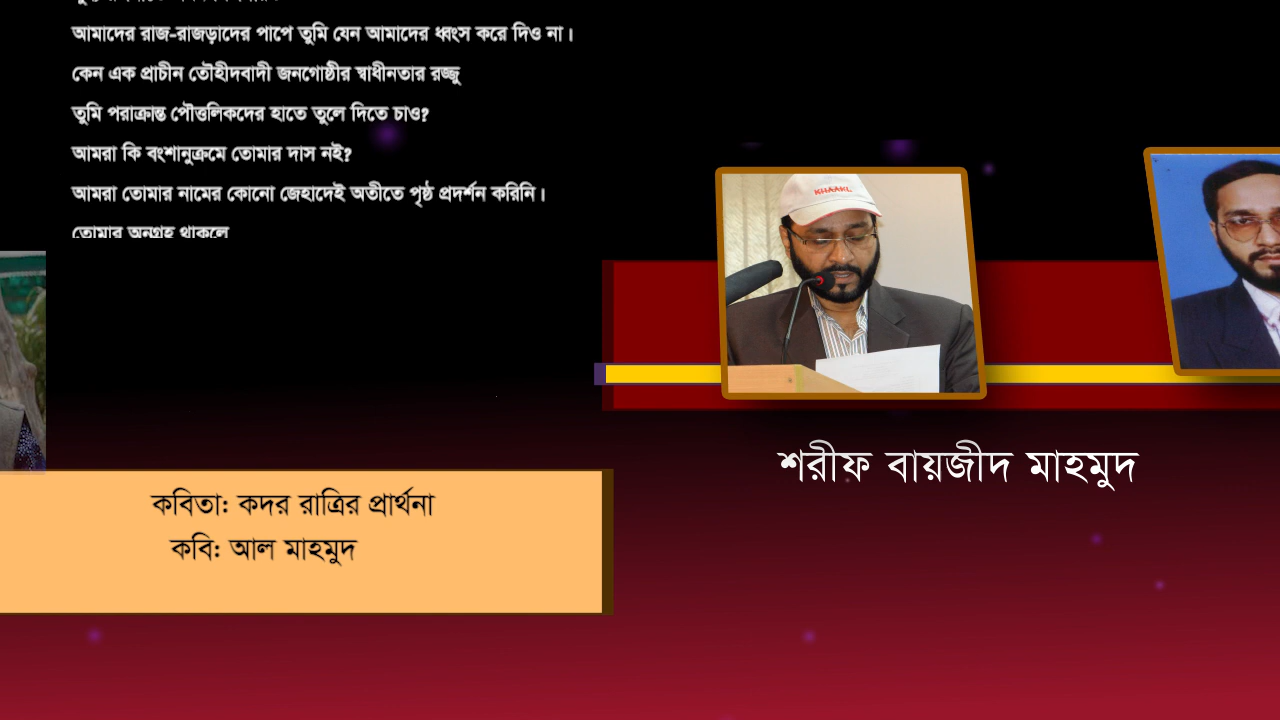 আমাদের রাজ-রাজড়াদের পাপে তুমি যেন আমাদের ধ্বংস করে দিও না।
কেন এক প্রাচীন তৌহীদবাদী জনগোষ্ঠীর স্বাধীনতার রজ্জু
তুমি পরাক্রান্ত পৌত্তলিকদের হাতে তুলে দিতে চাও?
আমরা কি বংশানুক্রমে তোমার দাস নই?
আমরা তোমার নামের কোনো জেহাদেই অতীতে পৃষ্ঠ প্রদর্শন করিনি।
তোমার অনুগ্রহ থাকলে
KHAAKL
শরীফ বায়জীদ মাহমুদ
কবিতা: কদর রাত্রির প্রার্থনা
কবি: আল মাহমুদ